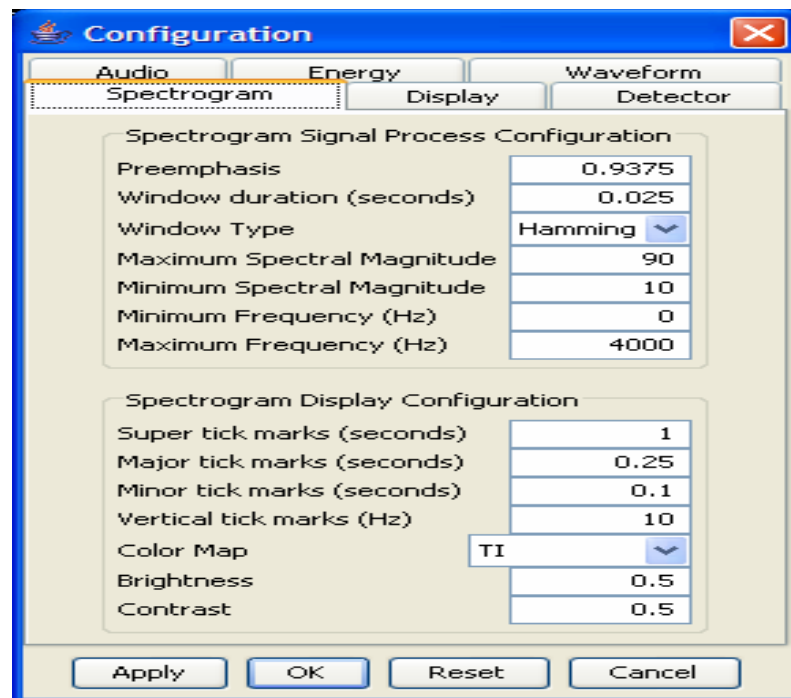 Configuration
Audio Energy Waveform
Spectrogram Display Detector
Spectrogram Signal Process Configuration
Preemphasis 0.9375
Window duration (seconds) 0.025
Window Type Hamming
Maximum Spectral Magnitude 90
Minimum Spectral Magnitude 10
Minimum Frequency (Hz) 0
Maximum Frequency (Hz) 4000
Spectrogram Display Configuration
Super tick marks (seconds) 1
Major tick marks (seconds) 0.25
Minor tick marks (seconds) 0.1
Vertical tick marks (Hz) 10
Color Map TI
Brightness 0.5
Contrast 0.5
Apply OK Reset Cancel